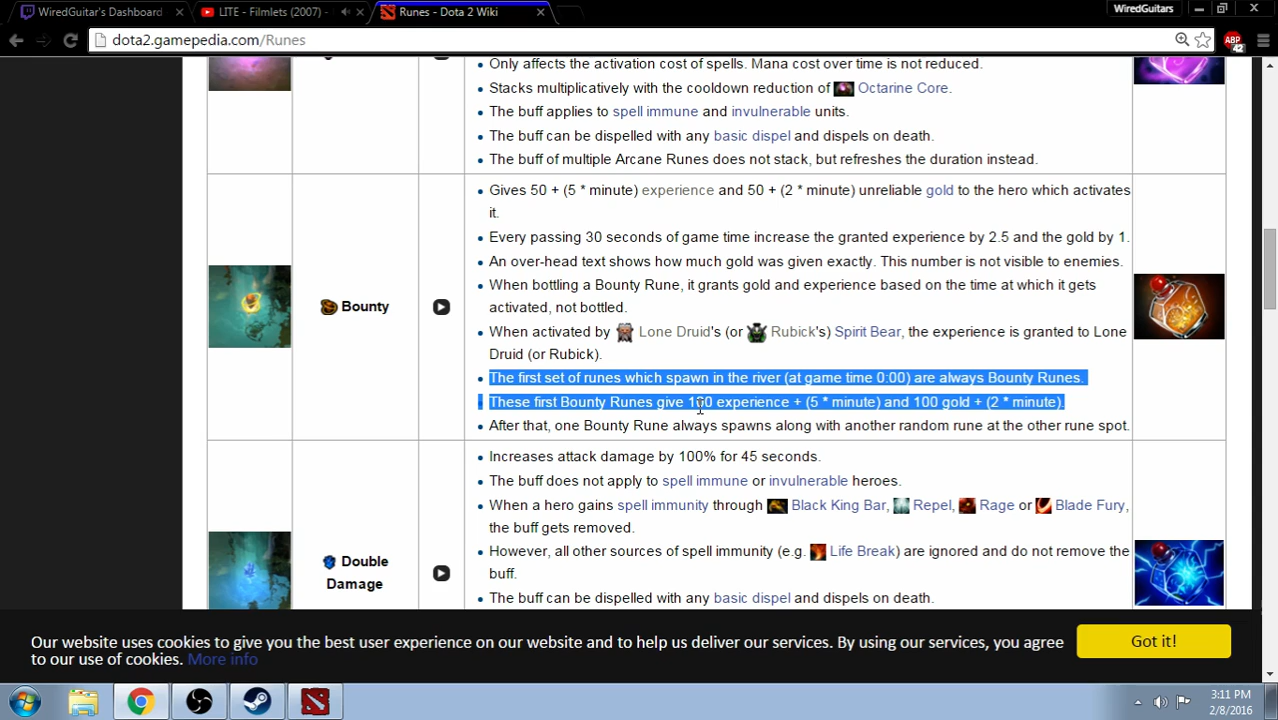 WiredGuitar's Dashboard
LITE - Filmlets (2007) -
Runes - Dota 2 Wiki
WiredGuitars
dota2.gamepedia.com/Runes
ABP
42
Only affects the activation cost of spells. Mana cost over time is not reduced.
Stacks multiplicatively with the cooldown reduction of Octarine Core.
The buff applies to spell immune and invulnerable units.
The buff can be dispelled with any basic dispel and dispels on death.
The buff of multiple Arcane Runes does not stack, but refreshes the duration instead.
Bounty
Gives 50 + (5 * minute) experience and 50 + (2 * minute) unreliable gold to the hero which activates
it.
Every passing 30 seconds of game time increase the granted experience by 2.5 and the gold by 1.
An over-head text shows how much gold was given exactly. This number is not visible to enemies.
When bottling a Bounty Rune, it grants gold and experience based on the time at which it gets
activated, not bottled.
When activated by Lone Druid's (or Rubick's) Spirit Bear, the experience is granted to Lone
Druid (or Rubick).
The first set of runes which spawn in the river (at game time 0:00) are always Bounty Runes.
These first Bounty Runes give 100 experience + (5 * minute) and 100 gold + (2 * minute).
After that, one Bounty Rune always spawns along with another random rune at the other rune spot.
Double
Damage
Increases attack damage by 100% for 45 seconds.
The buff does not apply to spell immune or invulnerable heroes.
When a hero gains spell immunity through Black King Bar, Repel, Rage or Blade Fury,
the buff gets removed.
However, all other sources of spell immunity (e.g. Life Break) are ignored and do not remove the
buff.
The buff can be dispelled with any basic dispel and dispels on death.
Our website uses cookies to give you the best user experience on our website and to help us deliver our services. By using our services, you agree
to our use of cookies. More info
Got it!
3:11 PM
2/8/2016